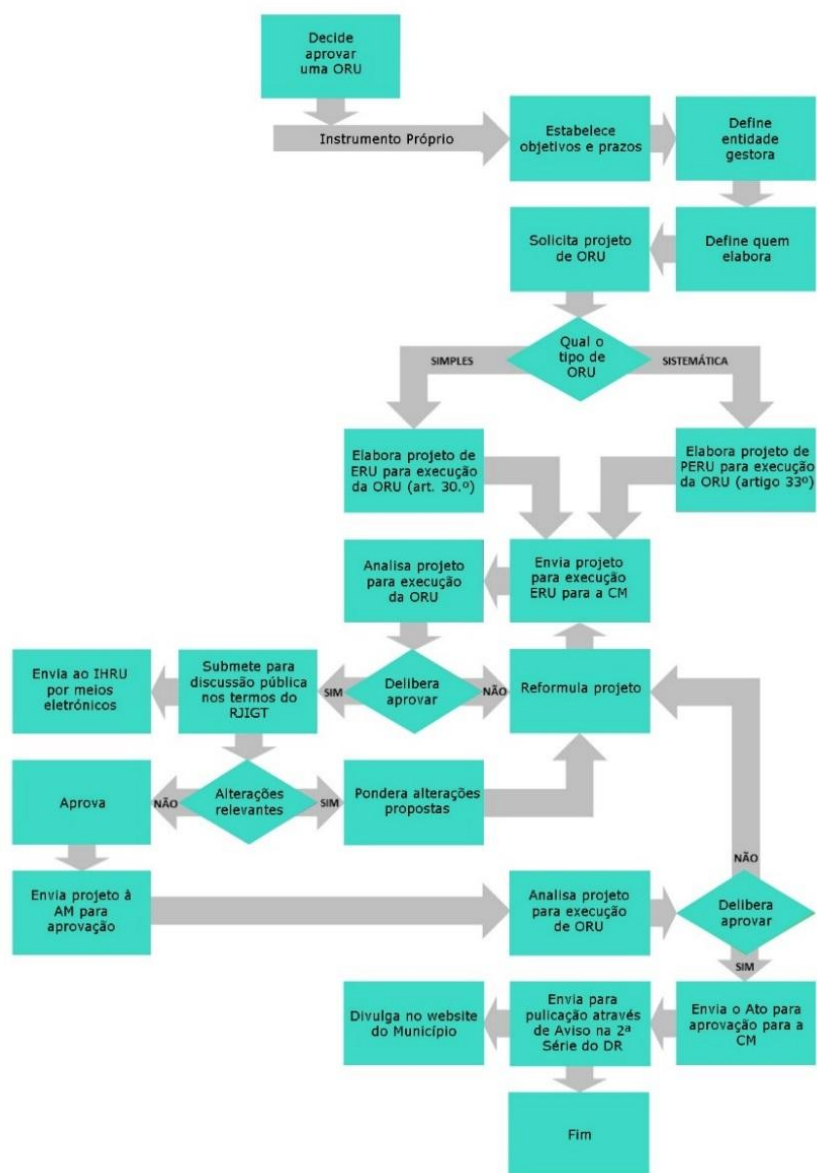 Decide
aprovar
uma ORU
Instrumento Próprio
Estabelece
objetivos e prazos
Define
entidade
gestora
Solicita projeto
de ORU
Define quem
elabora
Qual o
tipo de
ORU
SIMPLES
SISTEMÁTICA
Elabora projeto de
ERU para execução
da ORU (art. 30.º)
Elabora projeto de
PERU para execução
da ORU (artigo 33º)
Analisa projeto
para execução
da ORU
Envia projeto
para execução
ERU para a CM
Envia ao IHRU
por meios
eletrónicos
Submete para
discussão pública
nos termos do
RJIGT
SIM
Delibera
aprovar
NÃO
Reformula projeto
Aprova
NÃO
Alterações
relevantes
SIM
Pondera alterações
propostas
NÃO
Envia projeto à
AM para
aprovação
Analisa projeto
para execução
de ORU
Delibera
aprovar
SIM
Divulga no website
do Município
Envia para
pulicação através
de Aviso na 2ª
Série do DR
Envia o Ato para
aprovação para a
CM
Fim